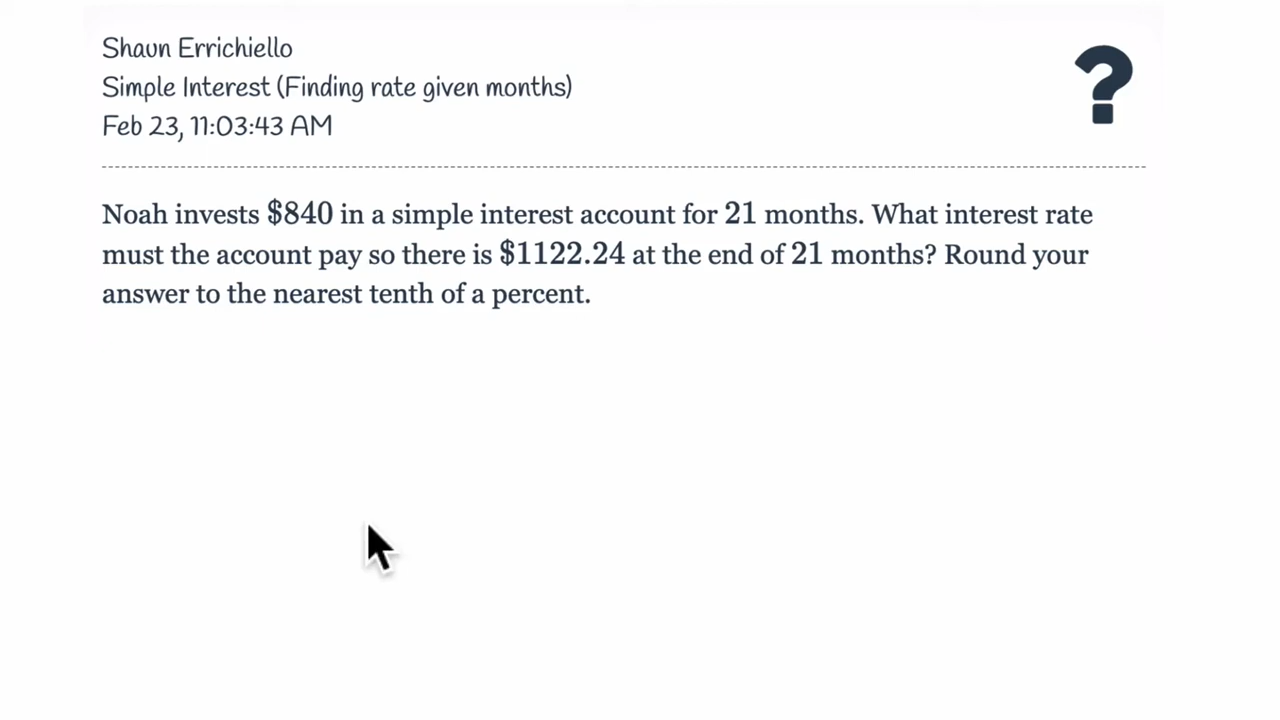 Shaun Errichiello
Simple Interest (Finding rate given months)
Feb 23, 11:03:43 AM
?
Noah invests $840 in a simple interest account for 21 months. What interest rate
must the account pay so there is $1122.24 at the end of 21 months? Round your
answer to the nearest tenth of a percent.